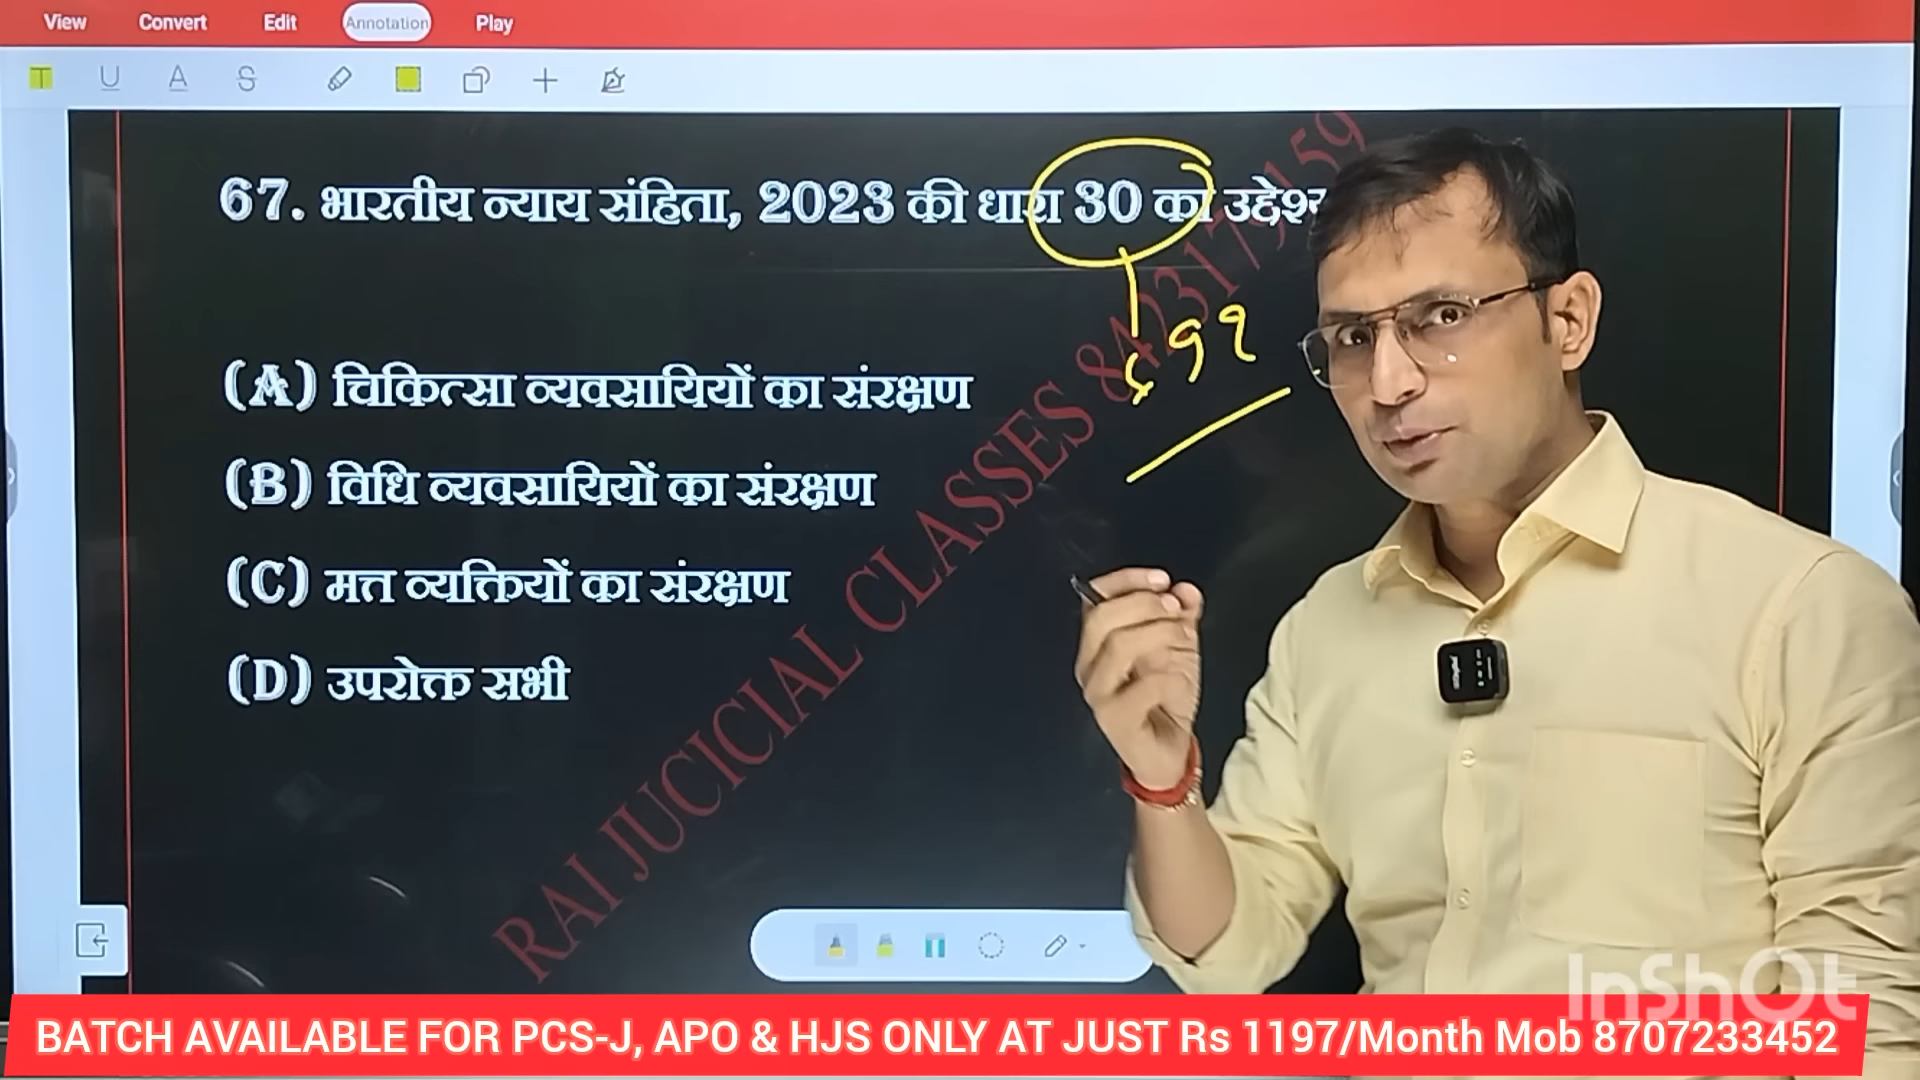 View Convert Edit Annotation Play
T U A S
67. भारतीय न्याय संहिता, 2023 की धारा 30 का
592
(A) चिकित्सा व्यवसायियों का संरक्षण
(B) विधि व्यवसायियों का संरक्षण
(C) मत्त व्यक्तियों का संरक्षण
(D) उपरोक्त सभी
RAI JUCICIAL CLASSES 8423179159
InShOt
BATCH AVAILABLE FOR PCS-J, APO & HJS ONLY AT JUST Rs 1197/Month Mob 8707233452